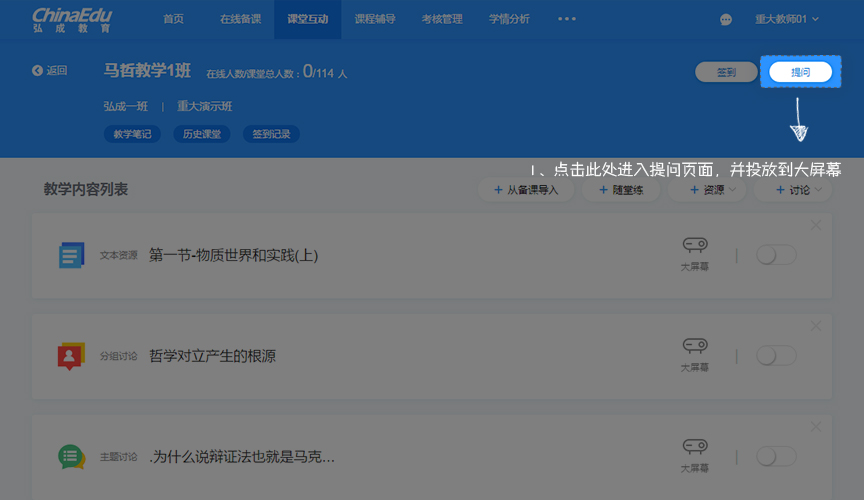 ChinaEdu
弘成教育
首页 在线备课 课堂互动 课程辅导 考核管理 学情分析 •••
重大教师01
返回
马哲教学1班 在线人数/课堂总人数：0/114 人
签到 提问
弘成一班 | 重大演示班
教学笔记 历史课堂 签到记录
1、点击此处进入提问页面，并投放到大屏幕
教学内容列表
+ 从备课导入 + 随堂练 + 资源 + 讨论
文本资源 第一节-物质世界和实践(上)
大屏幕
分组讨论 哲学对立产生的根源
大屏幕
主题讨论 .为什么说辩证法也就是马克...
大屏幕